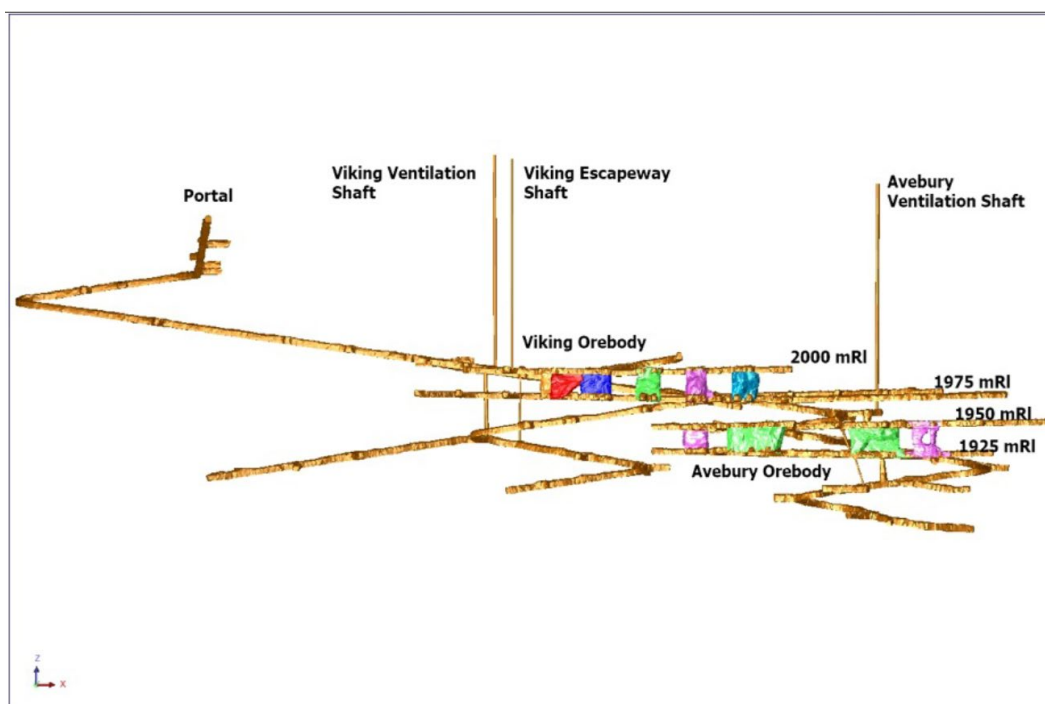 Viking Ventilation
Shaft
Viking Escapeway
Shaft
Avebury
Ventilation Shaft
Portal
Viking Orebody
2000 mRl
1975 mRl
1950 mRl
1925 mRl
Avebury Orebody
Z
X